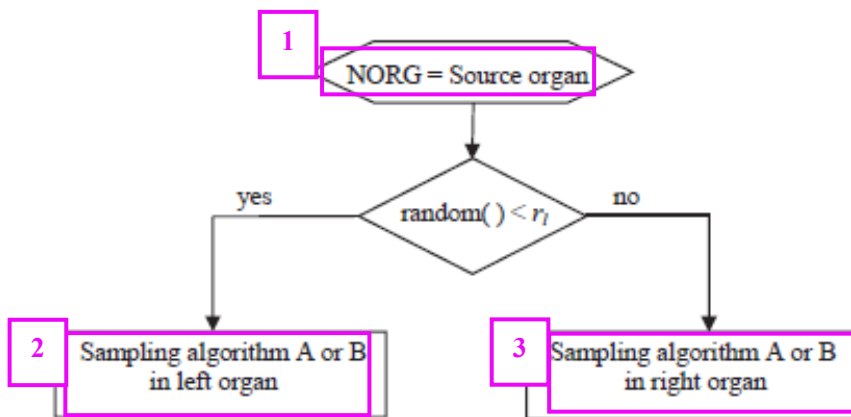 1
NORG = Source organ
yes
random( ) < r_l
no
2
Sampling algorithm A or B
in left organ
3
Sampling algorithm A or B
in right organ